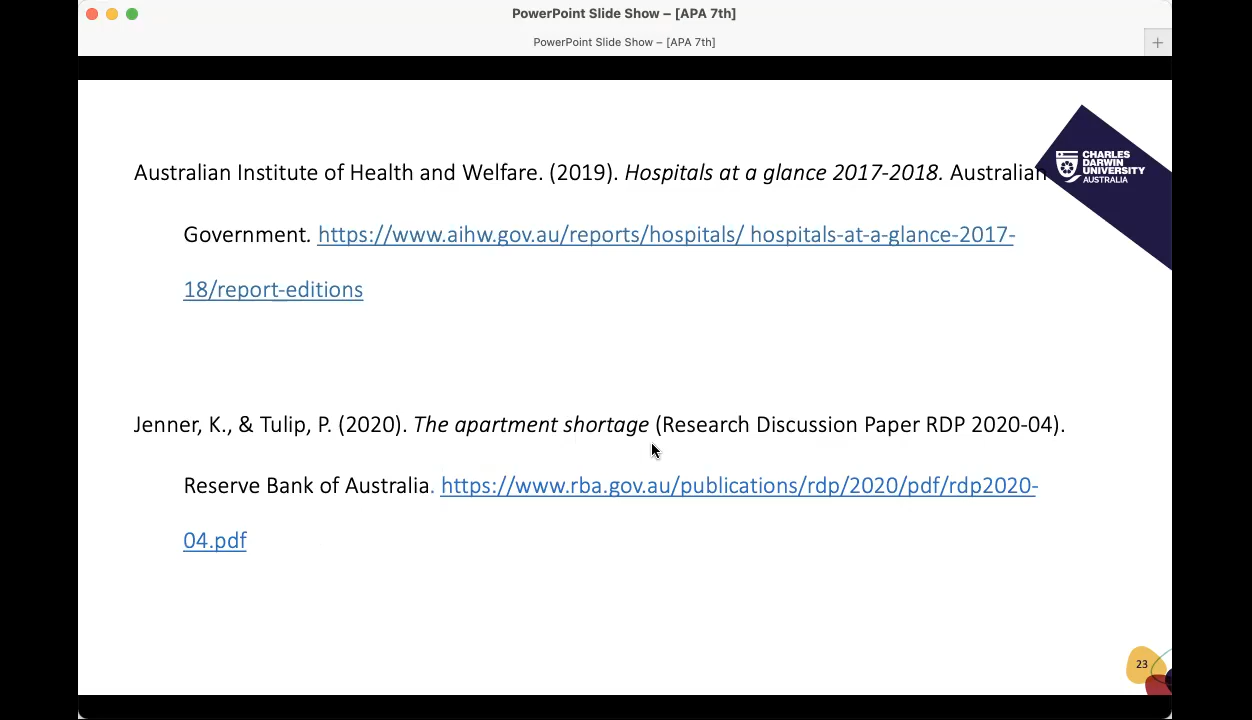 PowerPoint Slide Show – [APA 7th]
PowerPoint Slide Show – [APA 7th]
+
Australian Institute of Health and Welfare. (2019). Hospitals at a glance 2017-2018. Australian
Government. https://www.aihw.gov.au/reports/hospitals/ hospitals-at-a-glance-2017-
18/report-editions
CHARLES
DARWIN
UNIVERSITY
AUSTRALIA
Jenner, K., & Tulip, P. (2020). The apartment shortage (Research Discussion Paper RDP 2020-04).
Reserve Bank of Australia. https://www.rba.gov.au/publications/rdp/2020/pdf/rdp2020-
04.pdf
23